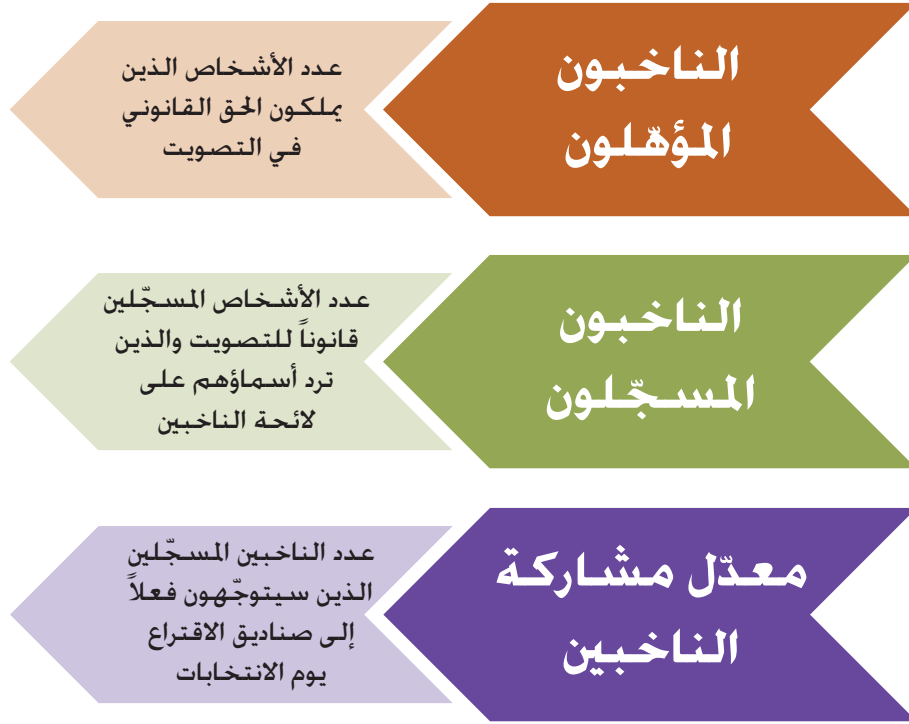 الناخبون
المؤهّلون
عدد الأشخاص الذين
يملكون الحق القانوني
في التصويت
الناخبون
المسجّلون
عدد الأشخاص المسجّلين
قانوناً للتصويت والذين
ترد أسماؤهم على
لائحة الناخبين
معدّل مشاركة
الناخبين
عدد الناخبين المسجّلين
الذين سيتوجّهون فعلاً
إلى صناديق الاقتراع
يوم الانتخابات